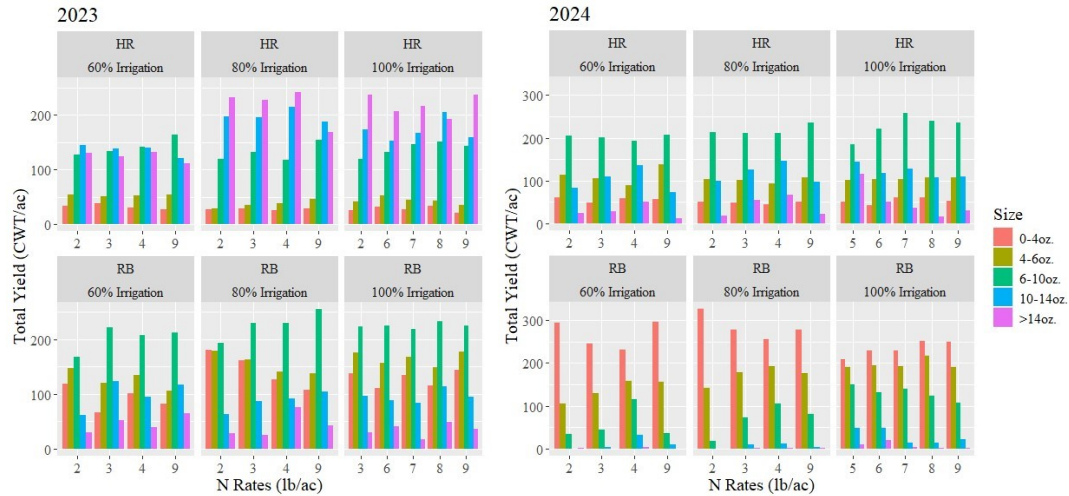 2023
HR
60% Irrigation
HR
80% Irrigation
HR
100% Irrigation
200
100
0
2 3 4 9
2 3 4 9
2 6 7 8 9
RB
60% Irrigation
RB
80% Irrigation
RB
100% Irrigation
200
100
0
2 3 4 9
2 3 4 9
5 6 7 8 9
Total Yield (CWT/ac)
N Rates (lb/ac)
2024
HR
60% Irrigation
HR
80% Irrigation
HR
100% Irrigation
300
200
100
0
2 3 4 9
2 3 4 9
5 6 7 8 9
RB
60% Irrigation
RB
80% Irrigation
RB
100% Irrigation
300
200
100
0
2 3 4 9
2 3 4 9
5 6 7 8 9
Total Yield (CWT/ac)
N Rates (lb/ac)
Size
0-4oz.
4-6oz.
6-10oz.
10-14oz.
>14oz.